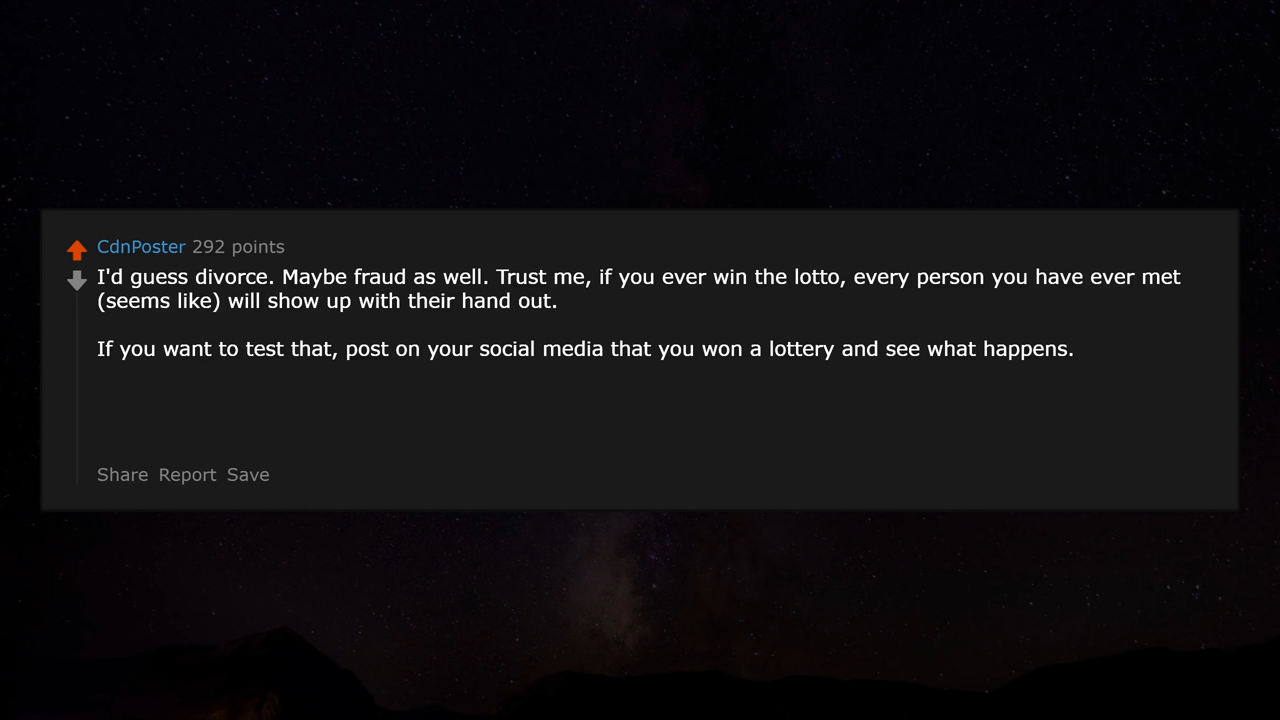 CdnPoster 292 points
I'd guess divorce. Maybe fraud as well. Trust me, if you ever win the lotto, every person you have ever met
(seems like) will show up with their hand out.
If you want to test that, post on your social media that you won a lottery and see what happens.
Share Report Save